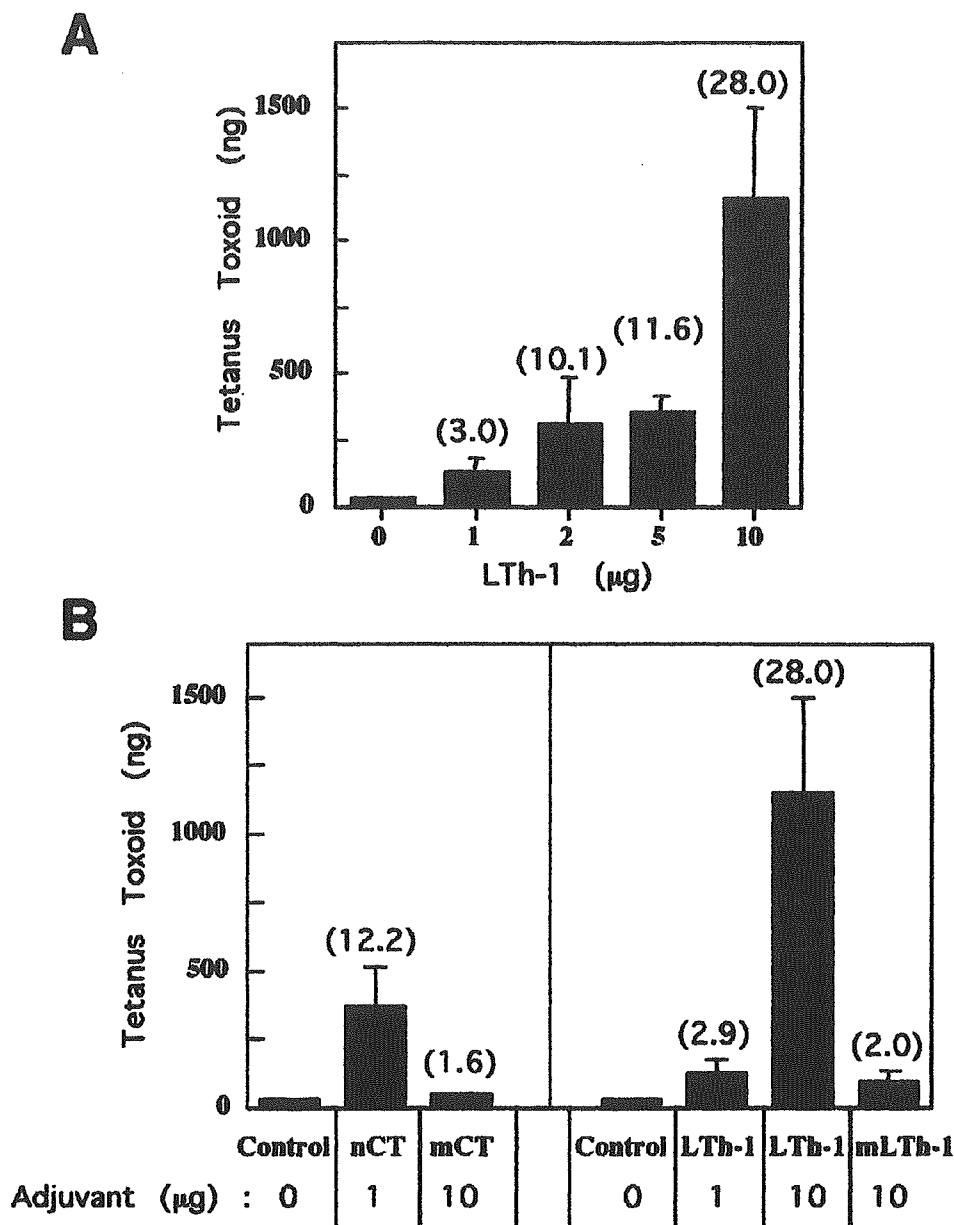 A
Tetanus Toxoid (ng)
1500
1000
500
0
(3.0)
(10.1)
(11.6)
(28.0)
0 1 2 5 10
LTh-1 (μg)
B
Tetanus Toxoid (ng)
1500
1000
500
0
(12.2)
(1.6)
(2.9)
(28.0)
(2.0)
Control nCT mCT Control LTh-1 LTh-1 mLTh-1
Adjuvant (μg) : 0 1 10 0 1 10 10